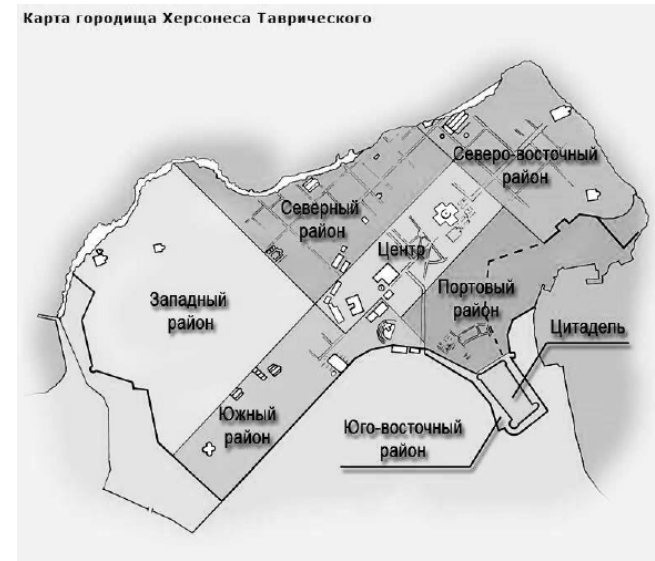 Карта городища Херсонеса Таврического
Северо-восточный
район
Северный
район
Центр
Западный
район
Портовый
район
Цитадель
Южный
район
Юго-восточный
район